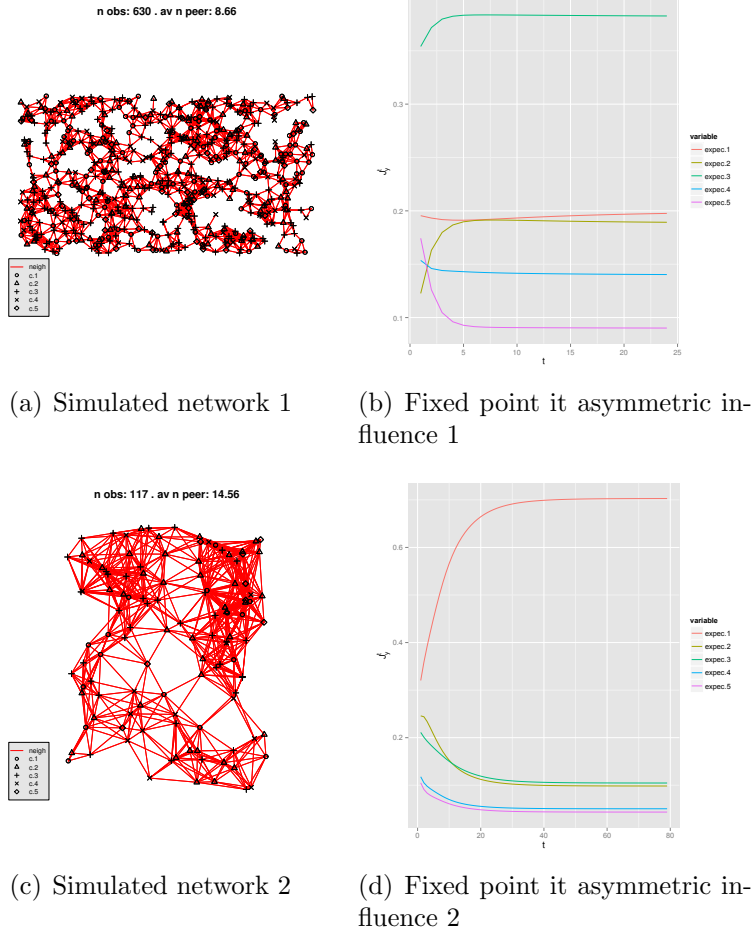 n obs: 630 . av n peer: 8.66
neigh
c.1
c.2
c.3
c.4
c.5
0.3
0.2
0.1
0
5
10
15
20
25
t
variable
expec.1
expec.2
expec.3
expec.4
expec.5
(a) Simulated network 1
(b) Fixed point it asymmetric in-
fluence 1
n obs: 117 . av n peer: 14.56
neigh
c.1
c.2
c.3
c.4
c.5
0.6
0.4
0.2
0
20
40
60
80
t
variable
expec.1
expec.2
expec.3
expec.4
expec.5
(c) Simulated network 2
(d) Fixed point it asymmetric in-
fluence 2